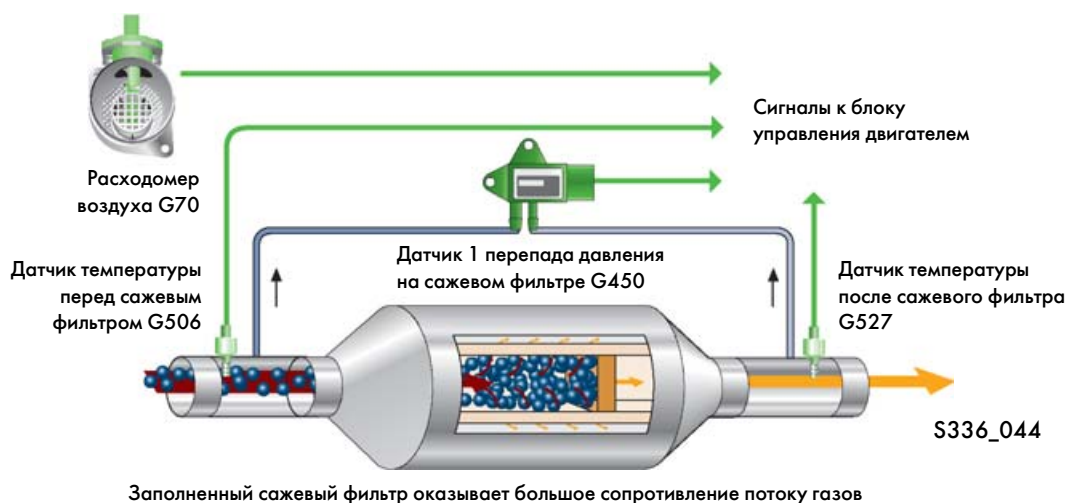 Сигналы к блоку
управления двигателем
Расходомер
воздуха G70
Датчик температуры
перед сажевым
фильтром G506
Датчик 1 перепада давления
на сажевом фильтре G450
Датчик температуры
после сажевого фильтра
G527
S336_044
Заполненный сажевый фильтр оказывает большое сопротивление потоку газов